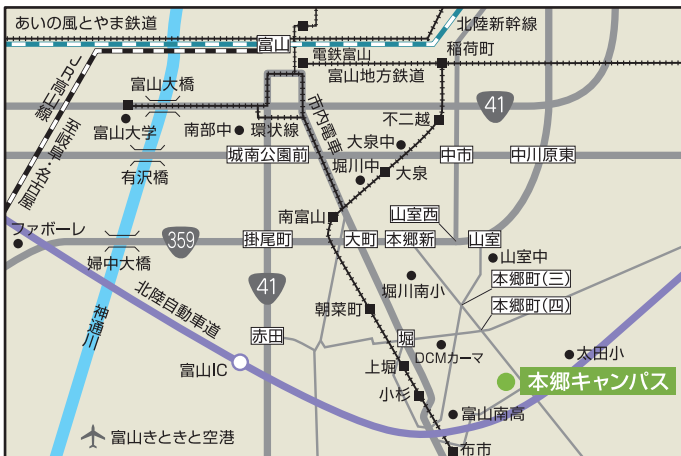 あいの風とやま鉄道
北陸新幹線
富山
電鉄富山
稲荷町
富山地方鉄道
JR高山線
至岐阜・名古屋
富山大橋
富山大学
南部中
環状線
市内電車
不二越
41
大泉中
城南公園前
堀川中
大泉
中市
中川原東
有沢橋
南富山
山室西
ファボーレ
359
掛尾町
大町
本郷新
山室
山室中
婦中大橋
41
堀川南小
本郷町(三)
本郷町(四)
北陸自動車道
神通川
朝菜町
赤田
堀
DCMカーマ
太田小
富山IC
上堀
本郷キャンパス
小杉
富山南高
富山きときと空港
布市